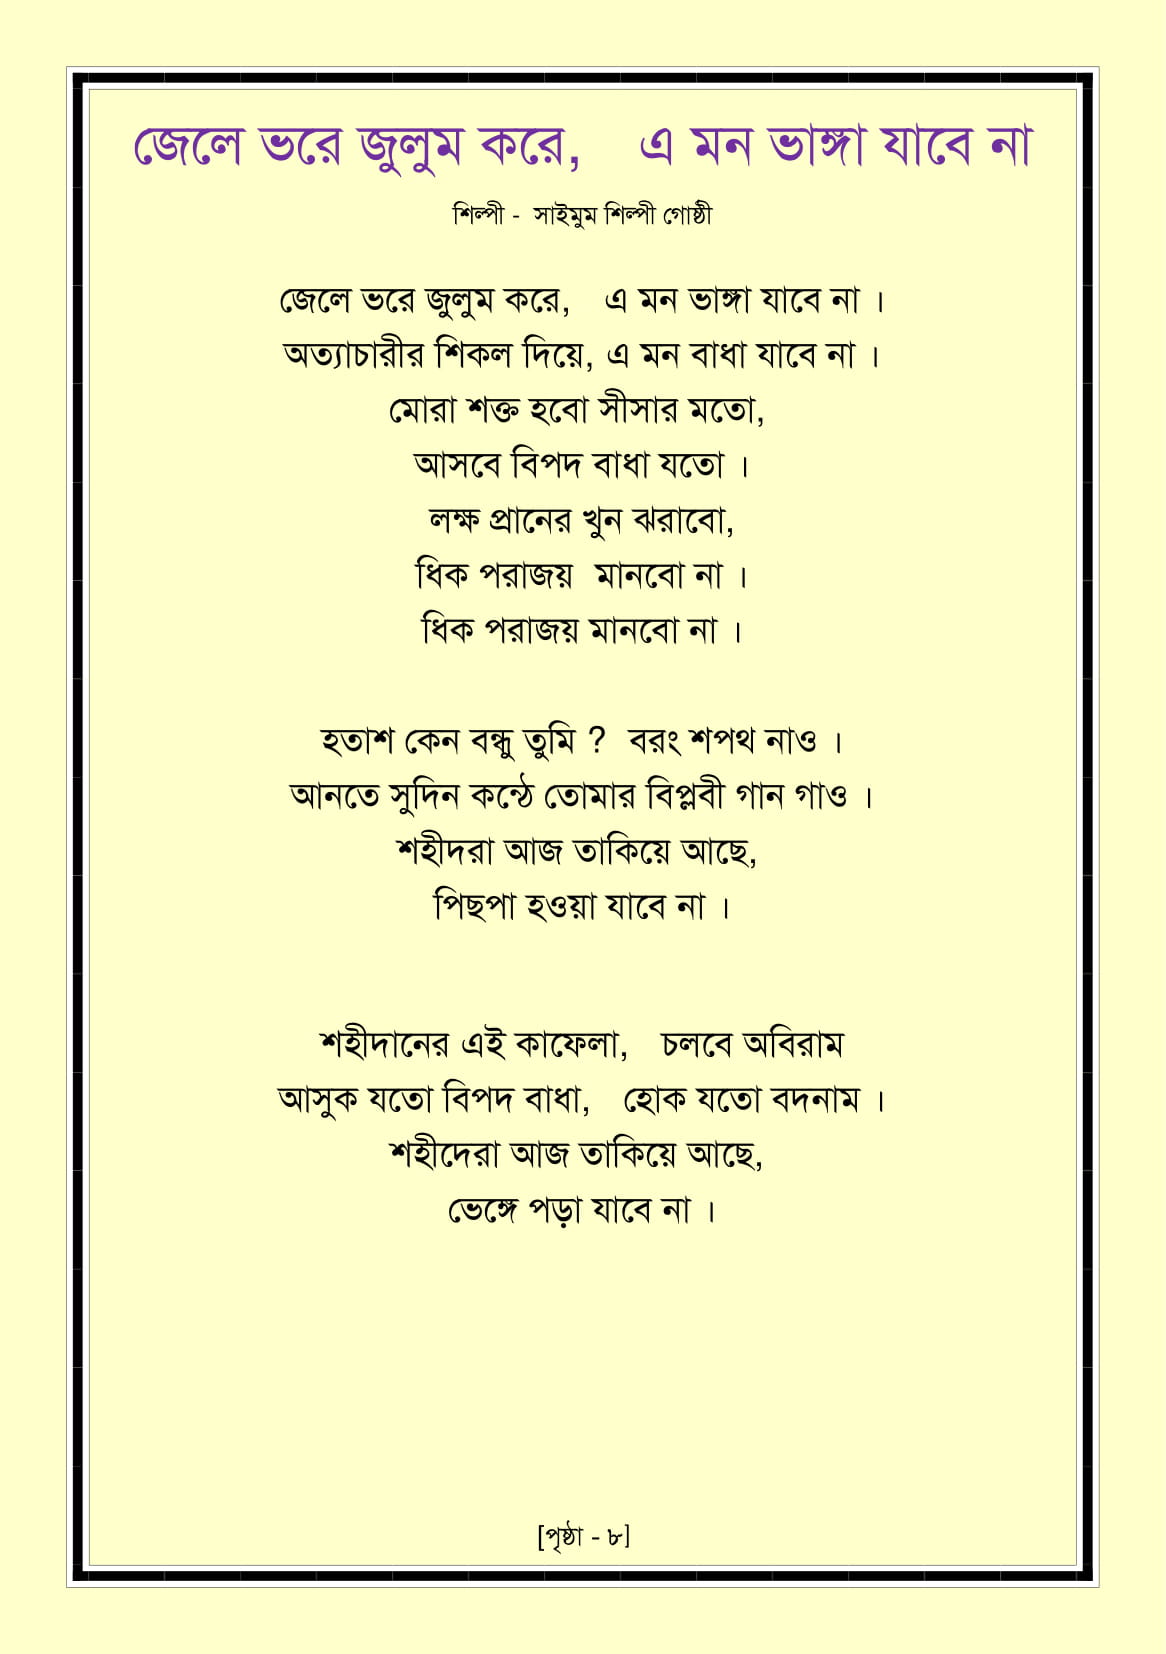 জেলে ভরে জুলুম করে, এ মন ভাঙ্গা যাবে না
শিল্পী - সাইমুম শিল্পী গোষ্ঠী
জেলে ভরে জুলুম করে, এ মন ভাঙ্গা যাবে না ।
অত্যাচারীর শিকল দিয়ে, এ মন বাধা যাবে না ।
মোরা শক্ত হবো সীসার মতো,
আসবে বিপদ বাধা যতো ।
লক্ষ প্রানের খুন ঝরাবো,
ধিক পরাজয় মানবো না ।
ধিক পরাজয় মানবো না ।
হতাশ কেন বন্ধু তুমি ? বরং শপথ নাও ।
আনতে সুদিন কন্ঠে তোমার বিপ্লবী গান গাও ।
শহীদরা আজ তাকিয়ে আছে,
পিছপা হওয়া যাবে না ।
শহীদানের এই কাফেলা, চলবে অবিরাম
আসুক যতো বিপদ বাধা, হোক যতো বদনাম ।
শহীদেরা আজ তাকিয়ে আছে,
ভেঙ্গে পড়া যাবে না ।
[পৃষ্ঠা - ৮]